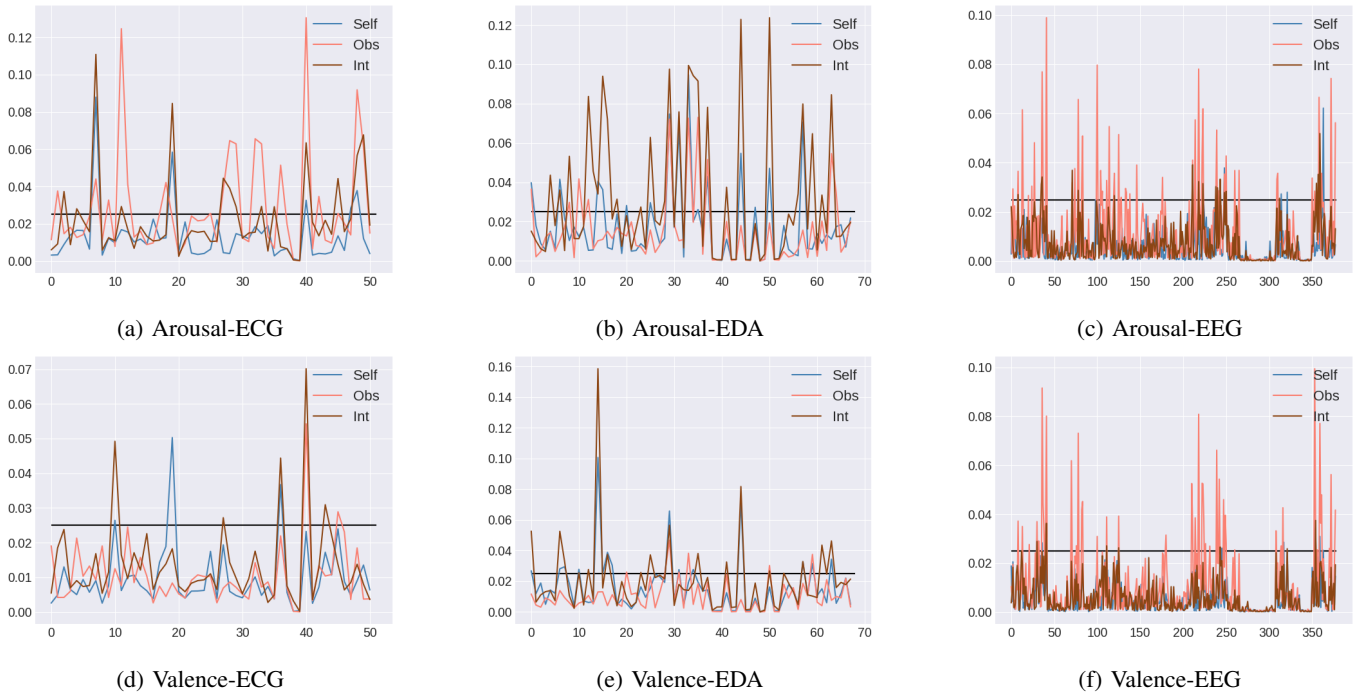 0.12
0.10
0.08
0.06
0.04
0.02
0.00
0 10 20 30 40 50
Self
Obs
Int
(a) Arousal-ECG
0.12
0.10
0.08
0.06
0.04
0.02
0.00
0 10 20 30 40 50 60 70
Self
Obs
Int
(b) Arousal-EDA
0.10
0.08
0.06
0.04
0.02
0.00
0 50 100 150 200 250 300 350
Self
Obs
Int
(c) Arousal-EEG
0.07
0.06
0.05
0.04
0.03
0.02
0.01
0.00
0 10 20 30 40 50
Self
Obs
Int
(d) Valence-ECG
0.16
0.14
0.12
0.10
0.08
0.06
0.04
0.02
0.00
0 10 20 30 40 50 60 70
Self
Obs
Int
(e) Valence-EDA
0.10
0.08
0.06
0.04
0.02
0.00
0 50 100 150 200 250 300 350
Self
Obs
Int
(f) Valence-EEG